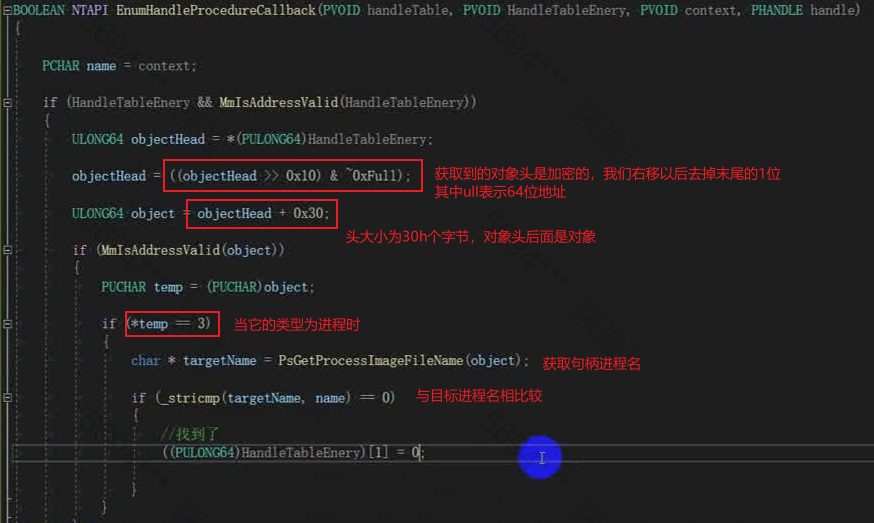 BOOLEAN NTAPI EnumHandleProcedureCallback(PVOID handleTable, PVOID HandleTableEnery, PVOID context, PHANDLE handle)
{
PCHAR name = context;
if (HandleTableEnery && MmIsAddressValid(HandleTableEnery))
{
ULONG64 objectHead = *(PULONG64)HandleTableEnery;
objectHead = ((objectHead >> 0x10) & ~0xFull);
获取到的对象头是加密的，我们右移以后去掉末尾的1位
其中ull表示64位地址
ULONG64 object = objectHead + 0x30;
头大小为30h个字节，对象头后面是对象
if (MmIsAddressValid(object))
{
PUCHAR temp = (PUCHAR)object;
if (*temp == 3) 当它的类型为进程时
{
char * targetName = PsGetProcessImageFileName(object); 获取句柄进程名
if (_stricmp(targetName, name) == 0) 与目标进程名相比较
{
//找到了
((PULONG64)HandleTableEnery)[1] = 0;
}
}